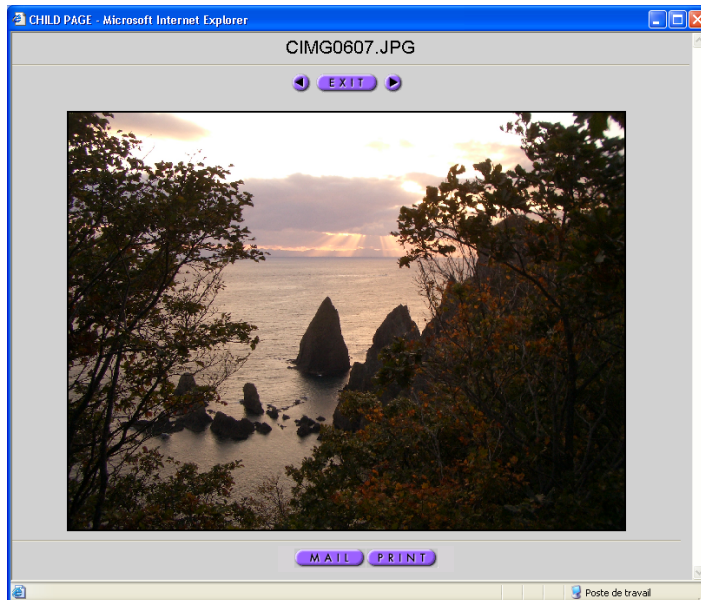 CHILD PAGE - Microsoft Internet Explorer
CIMG0607.JPG
EXIT
MAIL PRINT
Poste de travail